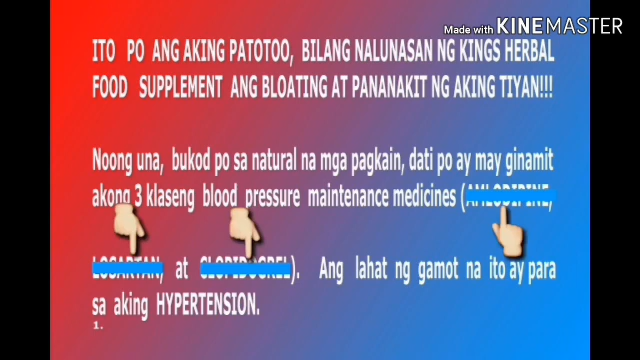 Made with KINEMASTER
ITO PO ANG AKING PATOTOO, BILANG NALUNASAN NG KINGS HERBAL
FOOD SUPPLEMENT ANG BLOATING AT PANANAKIT NG AKING TIYAN!!!
Noong una, bukod po sa natural na mga pagkain, dati po ay may ginamit
akong 3 klaseng blood pressure maintenance medicines (AMLODIPINE,
LOSARTAN, at CLOPIDOGREL). Ang lahat ng gamot na ito ay para
sa aking HYPERTENSION.
1.